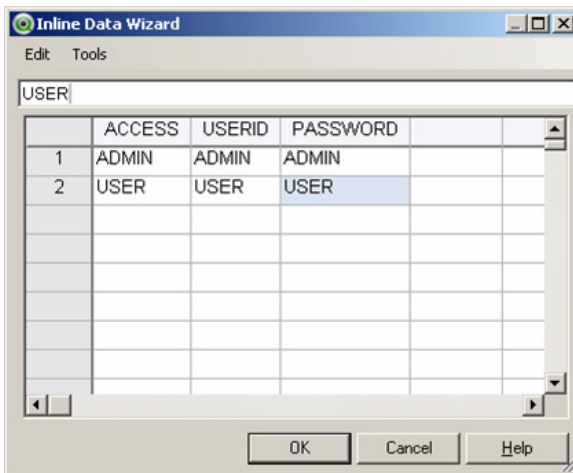 Inline Data Wizard
Edit Tools
USER
ACCESS USERID PASSWORD
1 ADMIN ADMIN ADMIN
2 USER USER USER
OK Cancel Help